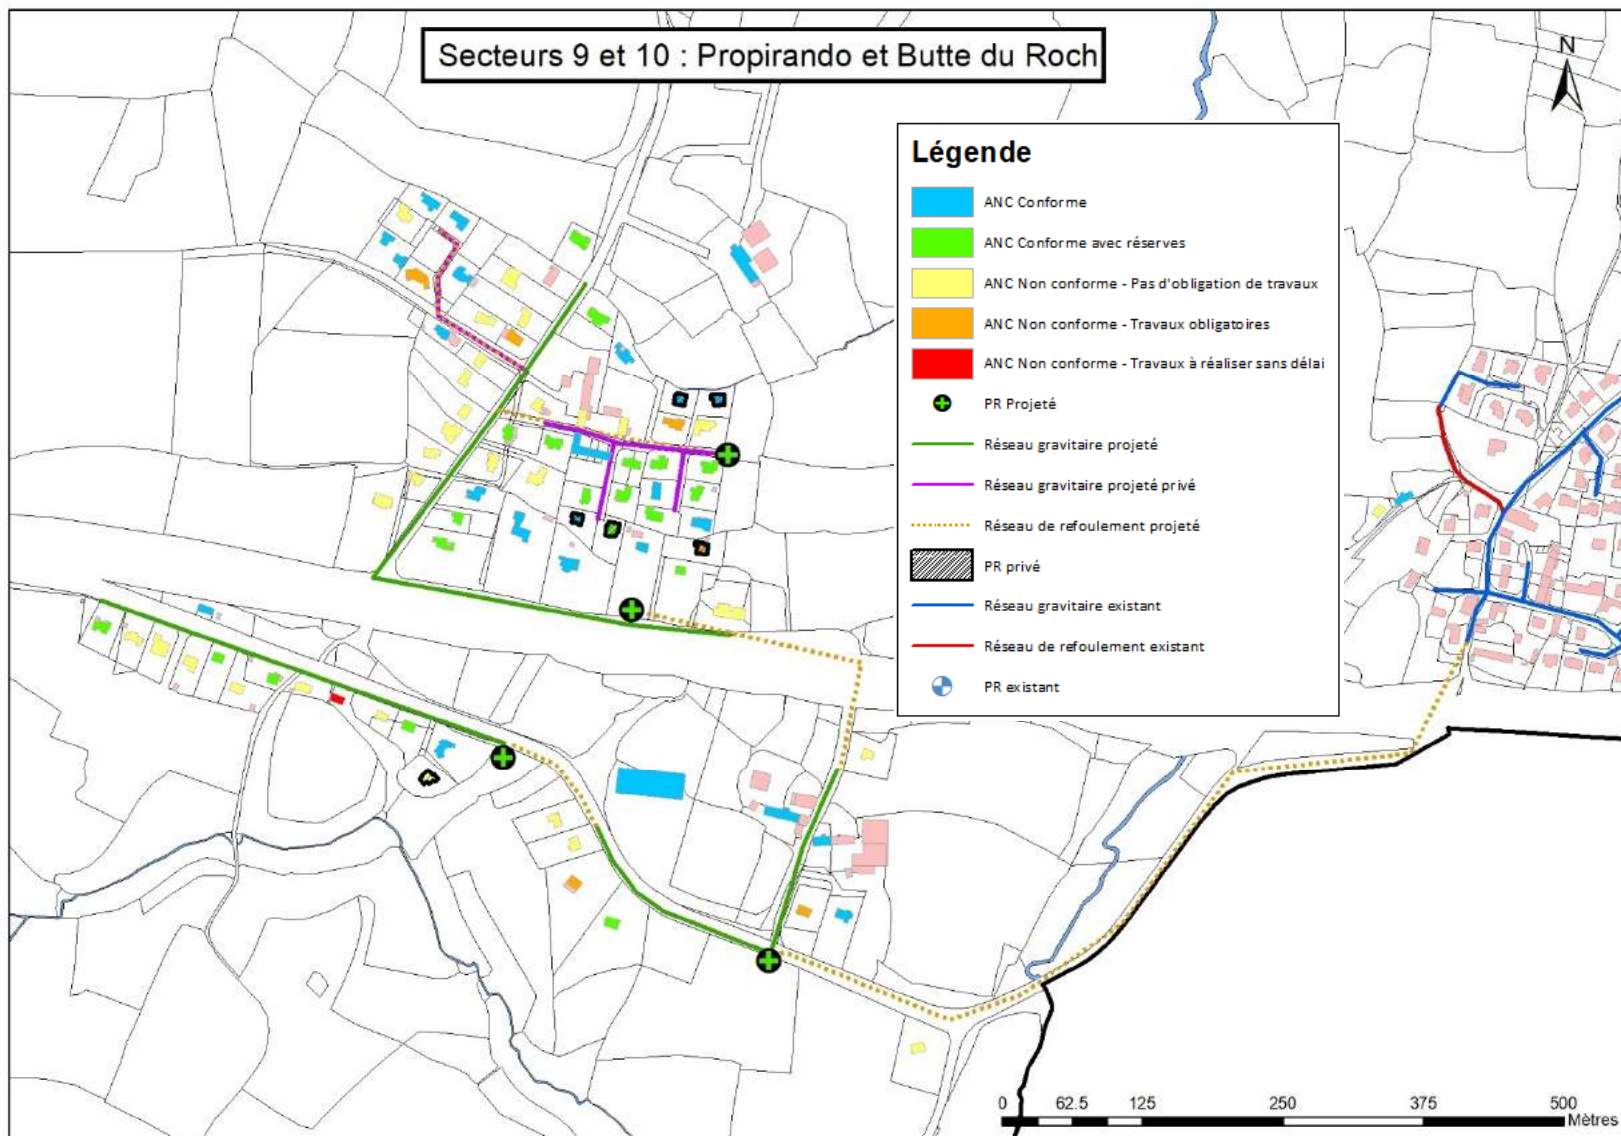 Secteurs 9 et 10 : Propirando et Butte du Roch
N
Légende
ANC Conforme
ANC Conforme avec réserves
ANC Non conforme - Pas d'obligation de travaux
ANC Non conforme - Travaux obligatoires
ANC Non conforme - Travaux à réaliser sans délai
PR Projeté
Réseau gravitaire projeté
Réseau gravitaire projeté privé
Réseau de refoulement projeté
PR privé
Réseau gravitaire existant
Réseau de refoulement existant
PR existant
0 62.5 125 250 375 500
Mètres